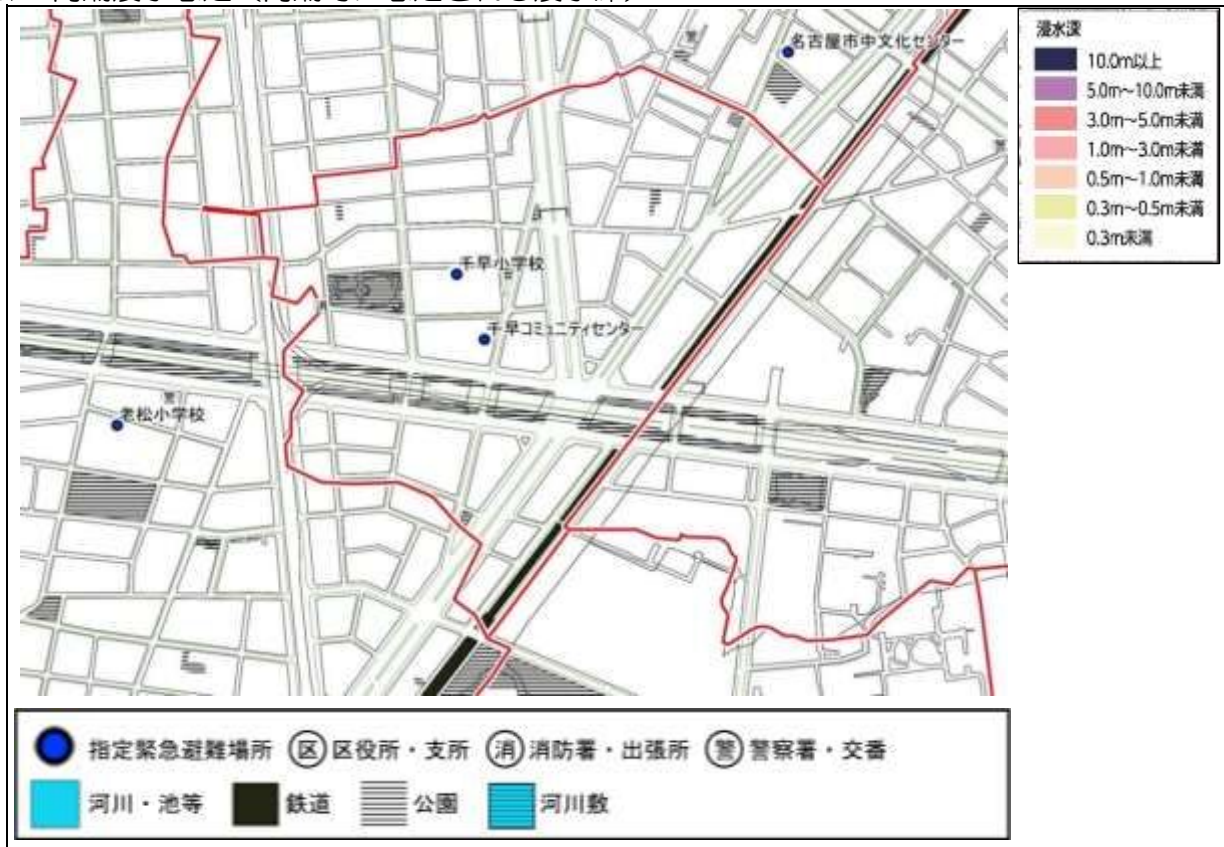 名古屋市中文化センター
千早小学校
千早コミュニティセンター
老松小学校
浸水深
10.0m以上
5.0m〜10.0m未満
3.0m〜5.0m未満
1.0m〜3.0m未満
0.5m〜1.0m未満
0.3m〜0.5m未満
0.3m未満
指定緊急避難場所 区 区役所・支所 消 消防署・出張所 警 警察署・交番
河川・池等 鉄道 公園 河川敷